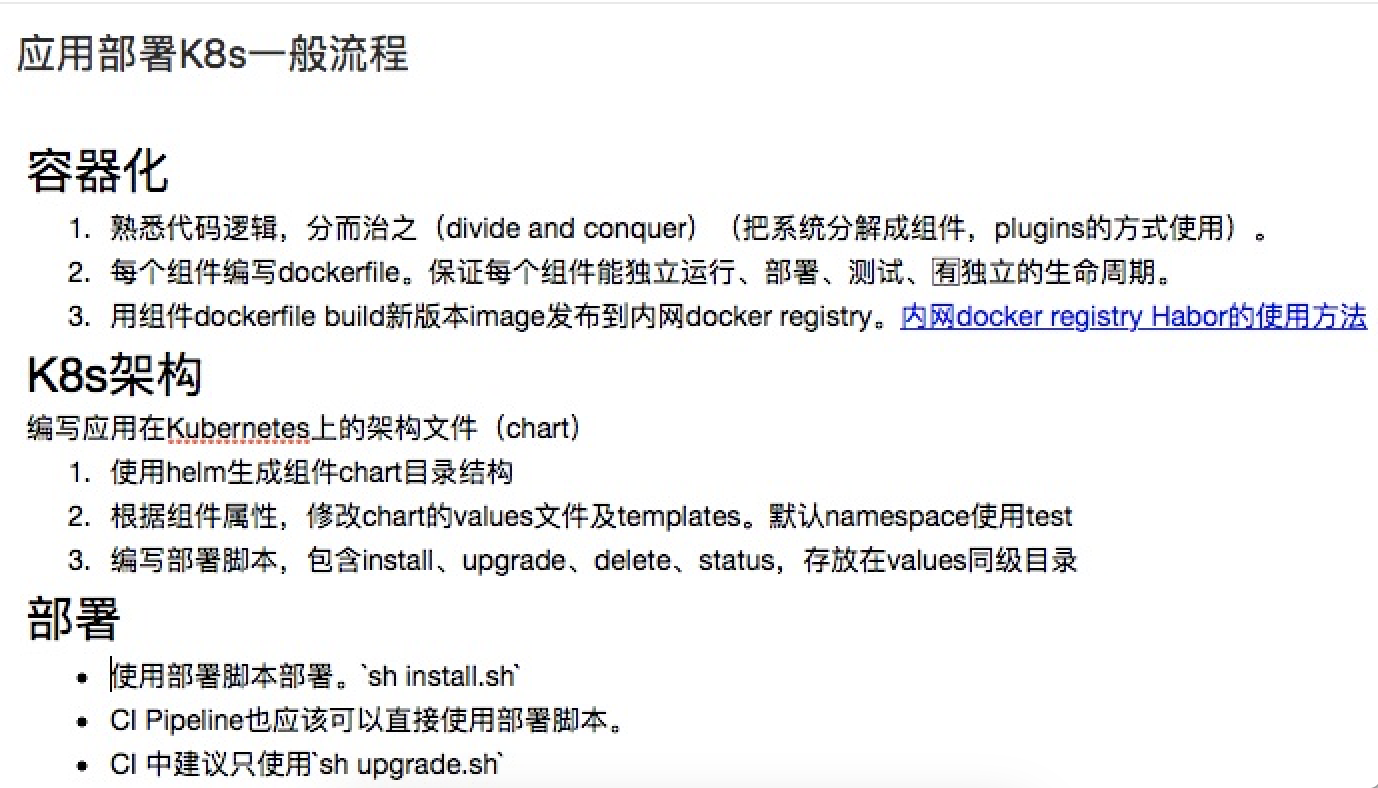 应用部署K8s一般流程
容器化
1. 熟悉代码逻辑，分而治之（divide and conquer）（把系统分解成组件，plugins的方式使用）。
2. 每个组件编写dockerfile。保证每个组件能独立运行、部署、测试、有独立的生命周期。
3. 用组件dockerfile build新版本image发布到内网docker registry。内网docker registry Habor的使用方法
K8s架构
编写应用在Kubernetes上的架构文件（chart）
1. 使用helm生成组件chart目录结构
2. 根据组件属性，修改chart的values文件及templates。默认namespace使用test
3. 编写部署脚本，包含install、upgrade、delete、status，存放在values同级目录
部署
• 使用部署脚本部署。`sh install.sh`
• CI Pipeline也应该可以直接使用部署脚本。
• CI 中建议只使用`sh upgrade.sh`